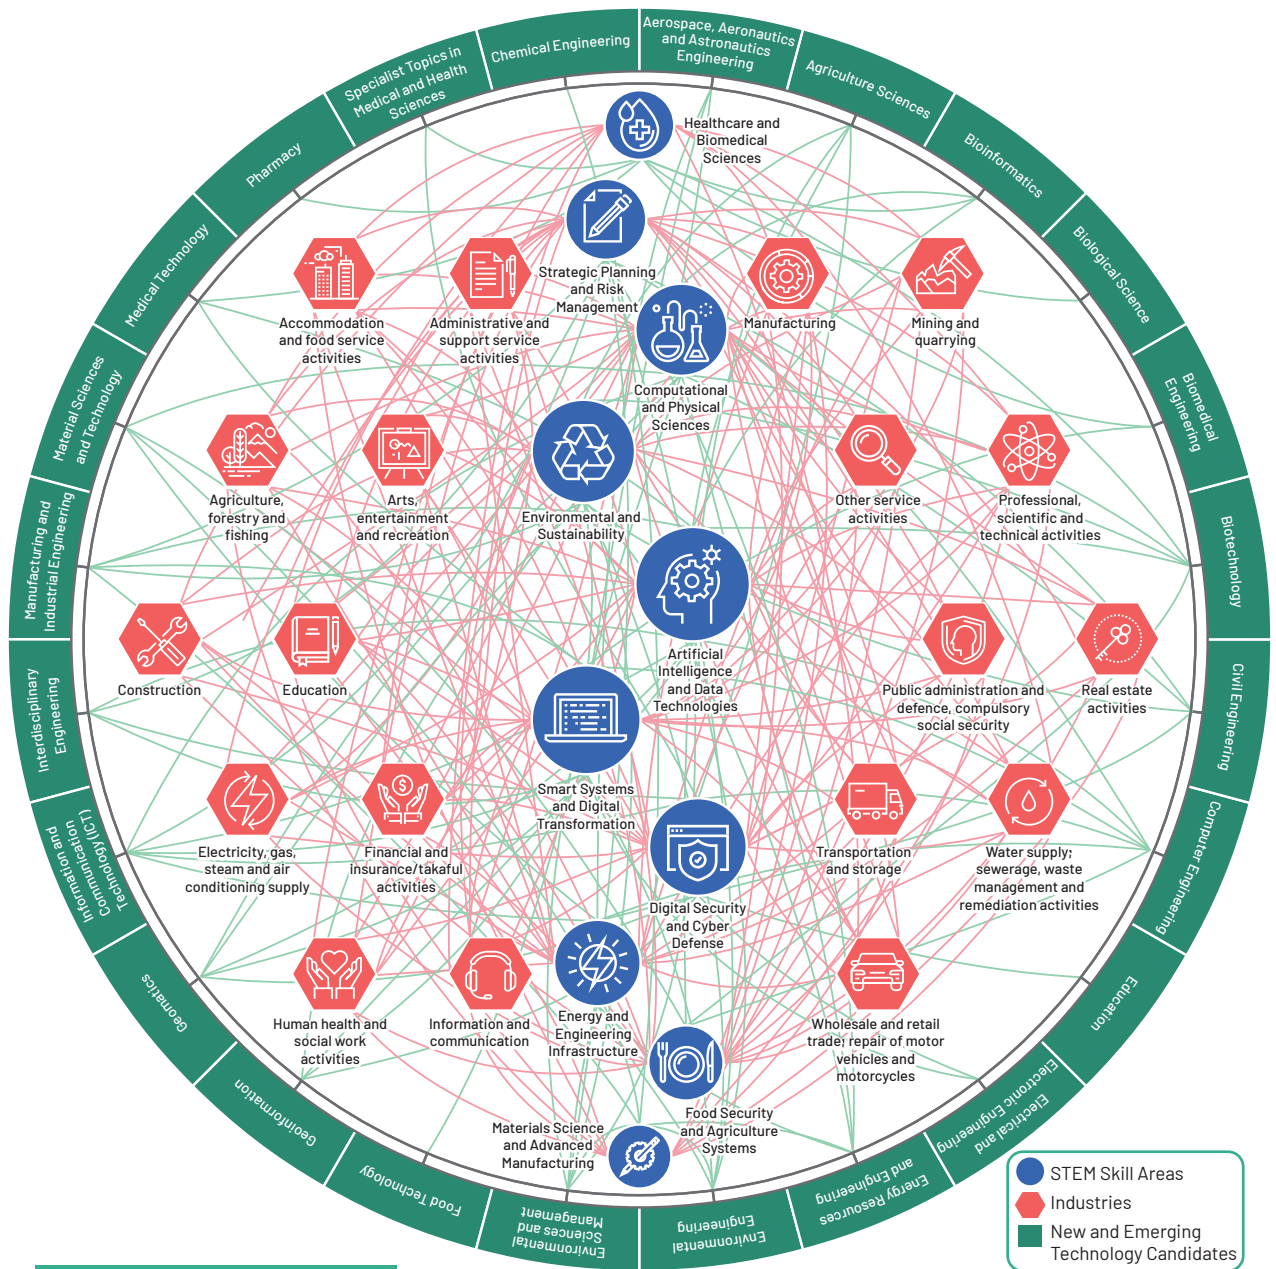 Aerospace, Aeronautics
and Astronautics
Engineering
Agriculture Sciences
Bioinformatics
Biological Science
Biomedical
Engineering
Biotechnology
Civil Engineering
Computer Engineering
Education
Electrical and
Electronic Engineering
Energy Resources
and Engineering
Environmental
Engineering
Environmental
Sciences and
Management
Food Technology
Geoinformation
Geomatics
Information and
Communication
Technology (ICT)
Interdisciplinary
Engineering
Manufacturing and
Industrial Engineering
Material Sciences
and Technology
Medical Technology
Pharmacy
Specialist Topics in
Medical and Health
Sciences
Chemical Engineering
Healthcare and
Biomedical
Sciences
Strategic Planning
and Risk
Management
Accommodation
and food service
activities
Administrative and
support service
activities
Manufacturing
Mining and
quarrying
Computational
and Physical
Sciences
Agriculture,
forestry and
fishing
Arts,
entertainment
and recreation
Environmental and
Sustainability
Other service
activities
Professional,
scientific and
technical activities
Construction
Education
Artificial
Intelligence
and Data
Technologies
Public administration and
defence, compulsory
social security
Real estate
activities
Smart Systems
and Digital
Transformation
Electricity, gas,
steam and air
conditioning supply
$
Financial and
insurance/takaful
activities
Transportation
and storage
Water supply;
sewerage, waste
management and
remediation activities
Digital Security
and Cyber
Defense
Human health and
social work
activities
Information and
communication
Energy and
Engineering
Infrastructure
Wholesale and retail
trade; repair of motor
vehicles and
motorcycles
Food Security
and Agriculture
Systems
Materials Science
and Advanced
Manufacturing
STEM Skill Areas
Industries
New and Emerging
Technology Candidates